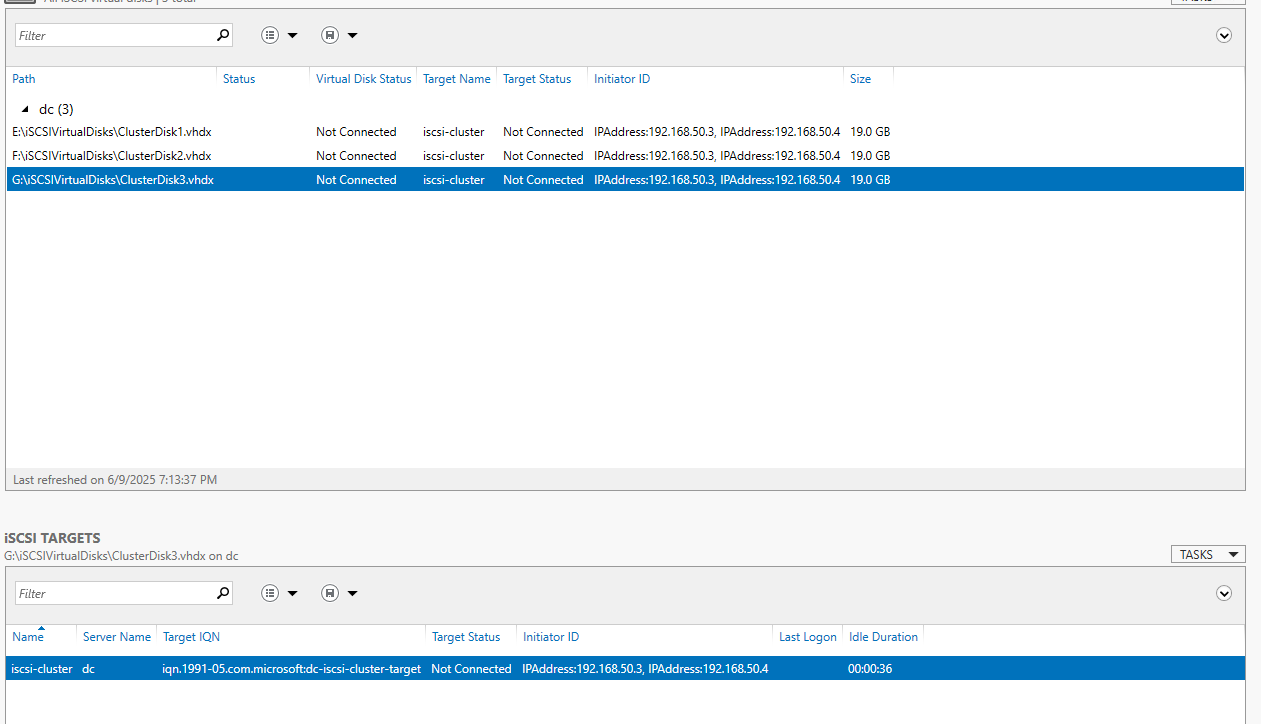 All iSCSI virtual disks | 3 total
TASKS
Filter
Path Status Virtual Disk Status Target Name Target Status Initiator ID Size
dc (3)
E:\iSCSIVirtualDisks\ClusterDisk1.vhdx Not Connected iscsi-cluster Not Connected IPAddress:192.168.50.3, IPAddress:192.168.50.4 19.0 GB
F:\iSCSIVirtualDisks\ClusterDisk2.vhdx Not Connected iscsi-cluster Not Connected IPAddress:192.168.50.3, IPAddress:192.168.50.4 19.0 GB
G:\iSCSIVirtualDisks\ClusterDisk3.vhdx Not Connected iscsi-cluster Not Connected IPAddress:192.168.50.3, IPAddress:192.168.50.4 19.0 GB
Last refreshed on 6/9/2025 7:13:37 PM
iSCSI TARGETS
G:\iSCSIVirtualDisks\ClusterDisk3.vhdx on dc
TASKS
Filter
Name Server Name Target IQN Target Status Initiator ID Last Logon Idle Duration
iscsi-cluster dc iqn.1991-05.com.microsoft:dc-iscsi-cluster-target Not Connected IPAddress:192.168.50.3, IPAddress:192.168.50.4 00:00:36